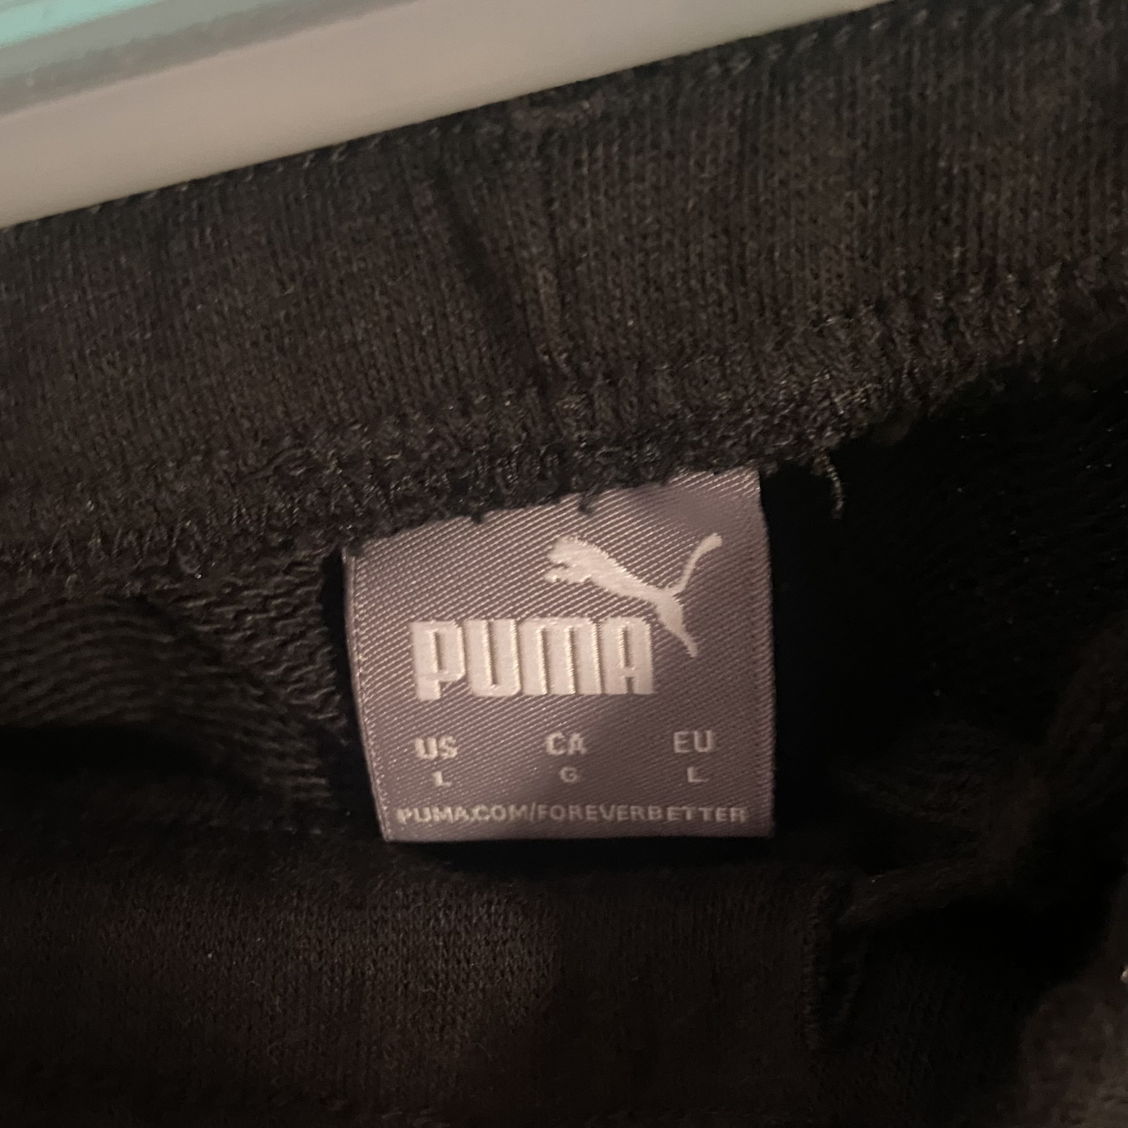 PUMA
US CA EU
L G L
PUMA.COM/FOREVERBETTER